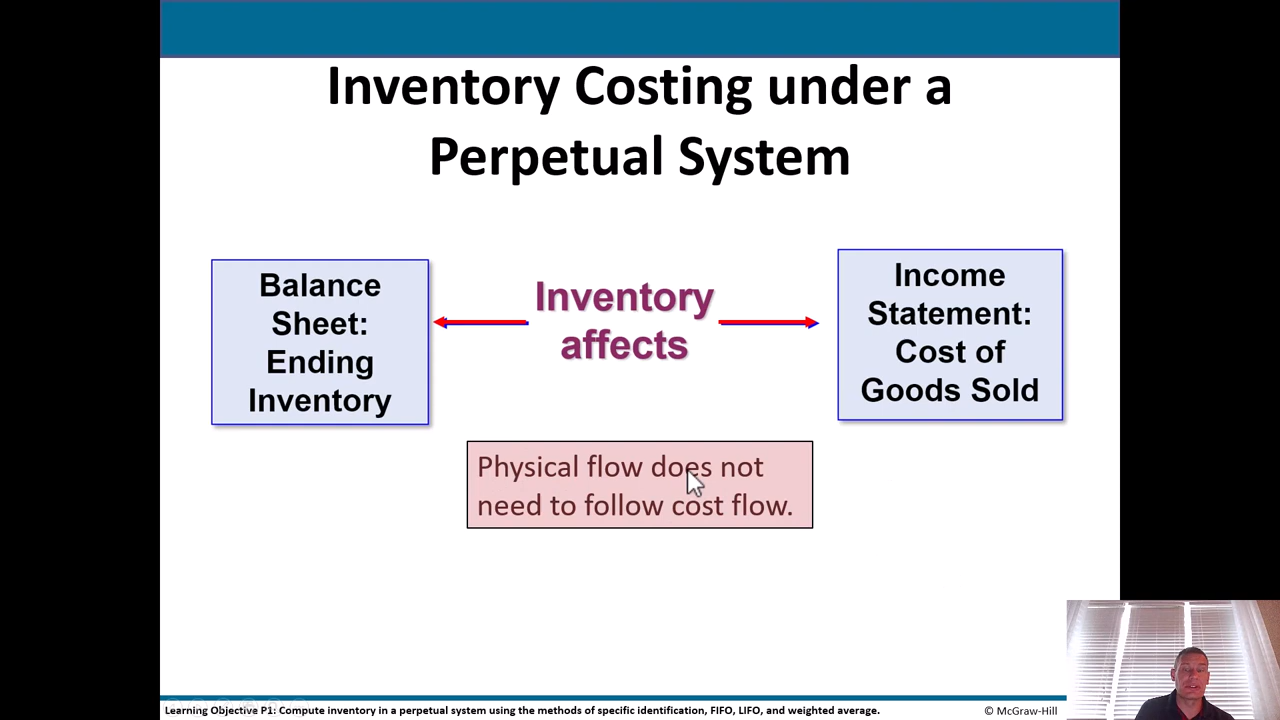 Inventory Costing under a
Perpetual System
Balance
Sheet:
Ending
Inventory
Inventory
affects
Income
Statement:
Cost of
Goods Sold
Physical flow does not
need to follow cost flow.
Learning Objective P1: Compute inventory in a perpetual system using the methods of specific identification, FIFO, LIFO, and weighted average.
© McGraw-Hill